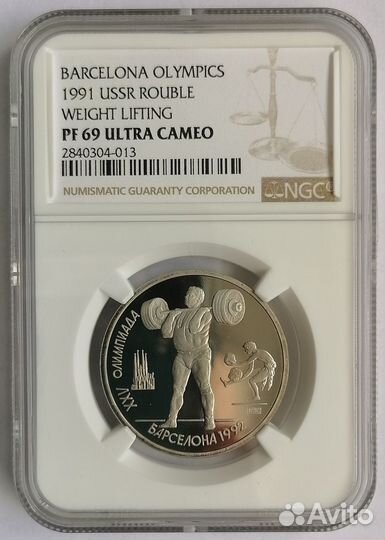 BARCELONA OLYMPICS
1991 USSR ROUBLE
WEIGHT LIFTING
PF 69 ULTRA CAMEO
2840304-013
NUMISMATIC GUARANTY CORPORATION
NGC
XXV ОЛИМПИАДА
БАРСЕЛОНА 1992
Avito